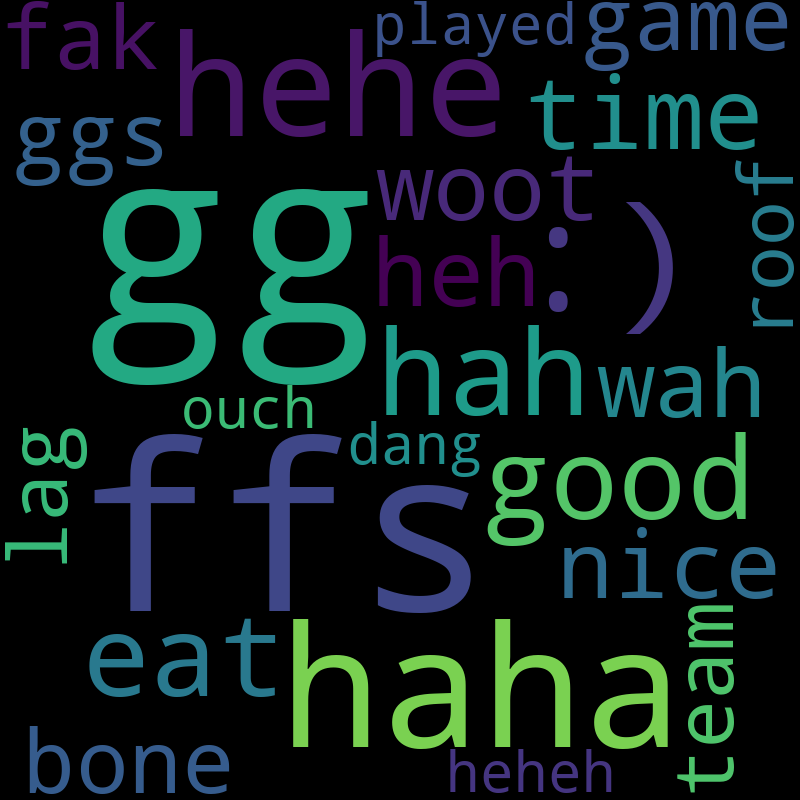 fak
played
game
hehe
time
ggs
woot
roof
gg
heh
:)
hah
wah
ouch
dang
lag
ffs
good
nice
eat
haha
team
bone
heheh